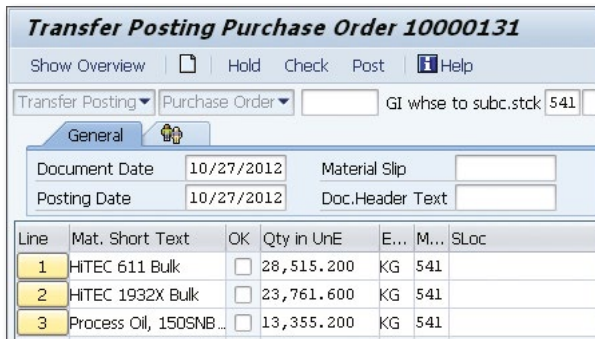 Transfer Posting Purchase Order 10000131
Show Overview Hold Check Post Help
Transfer Posting Purchase Order GI whse to subc.stck 541
General
Document Date 10/27/2012 Material Slip
Posting Date 10/27/2012 Doc.Header Text
Line Mat. Short Text OK Qty in UnE E... M... SLoc
1 HiTEC 611 Bulk 28,515.200 KG 541
2 HiTEC 1932X Bulk 23,761.600 KG 541
3 Process Oil, 150SNB... 13,355.200 KG 541